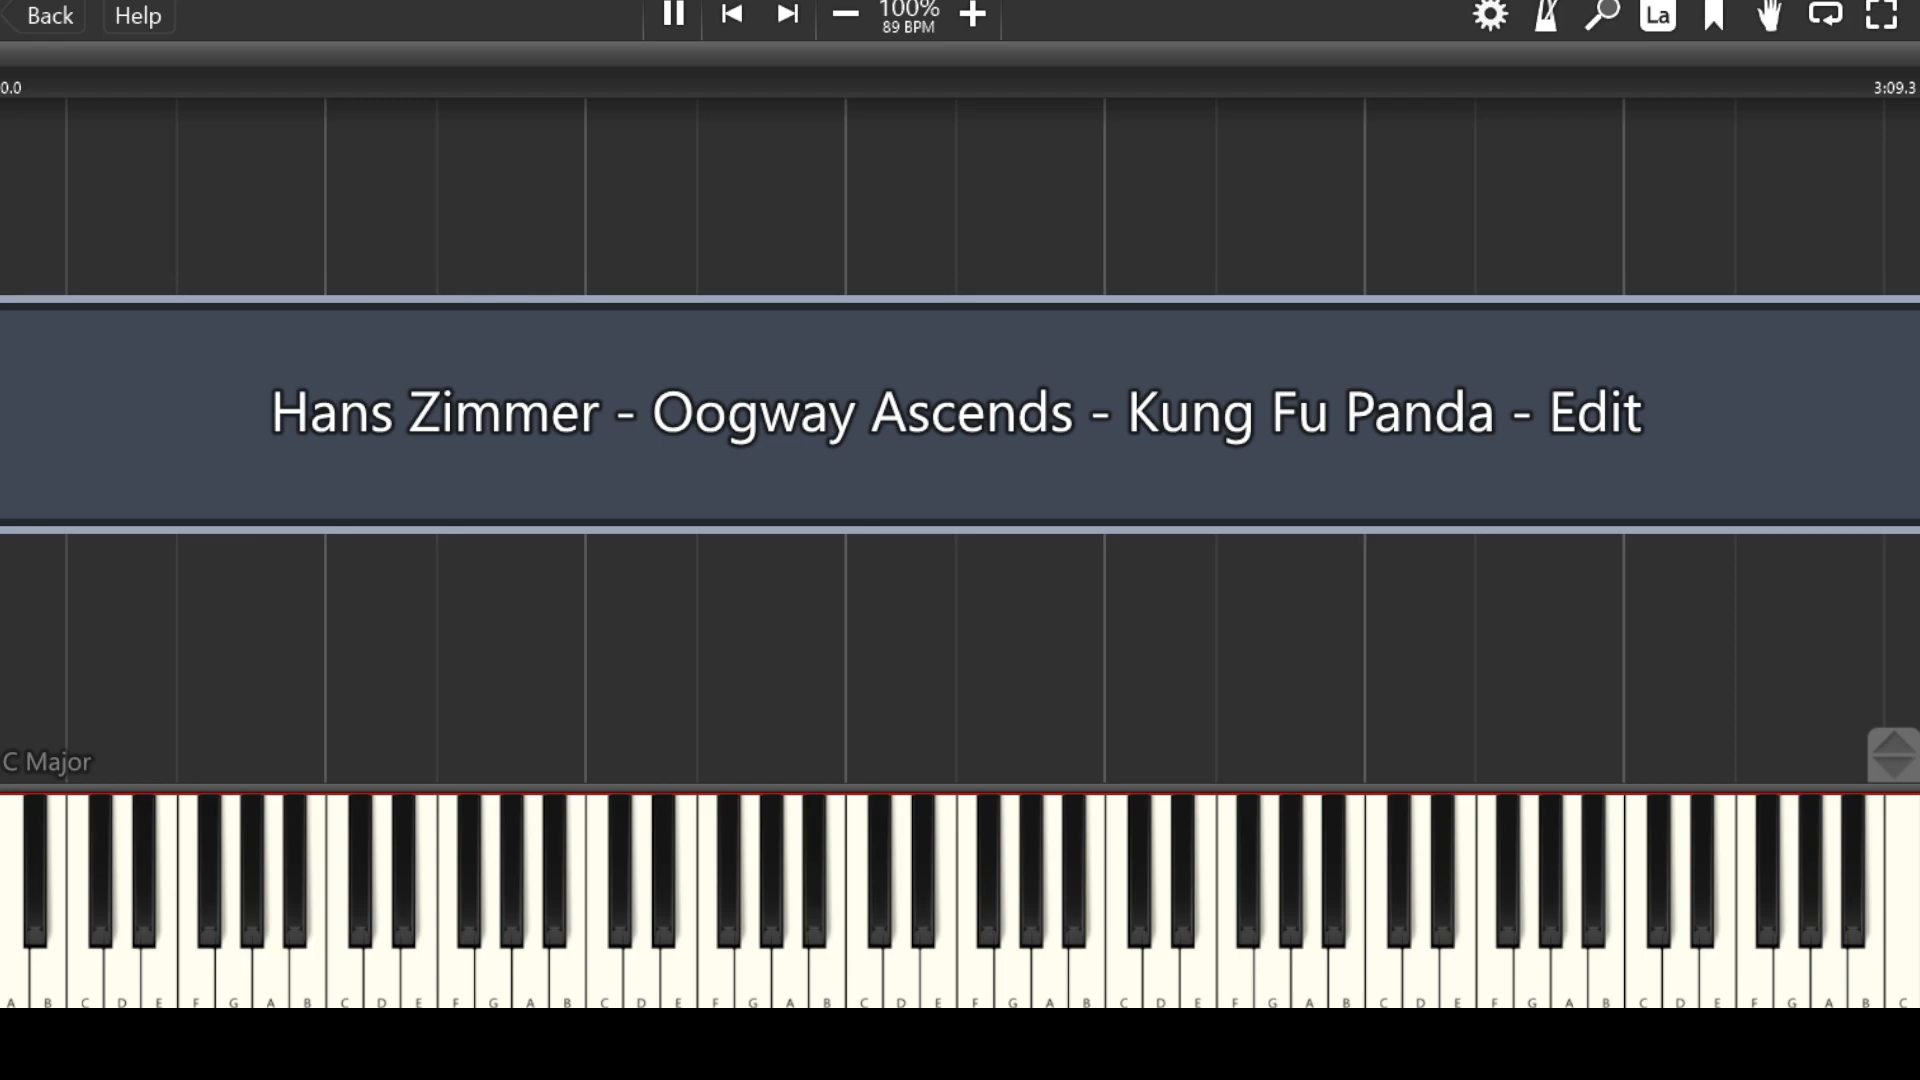 Back Help 100%
89 BPM La
0.0 3:09.3
Hans Zimmer - Oogway Ascends - Kung Fu Panda - Edit
C Major
A B C D E F G A B C D E F G A B C D E F G A B C D E F G A B C D E F G A B C D E F G A B C D E F G A B C